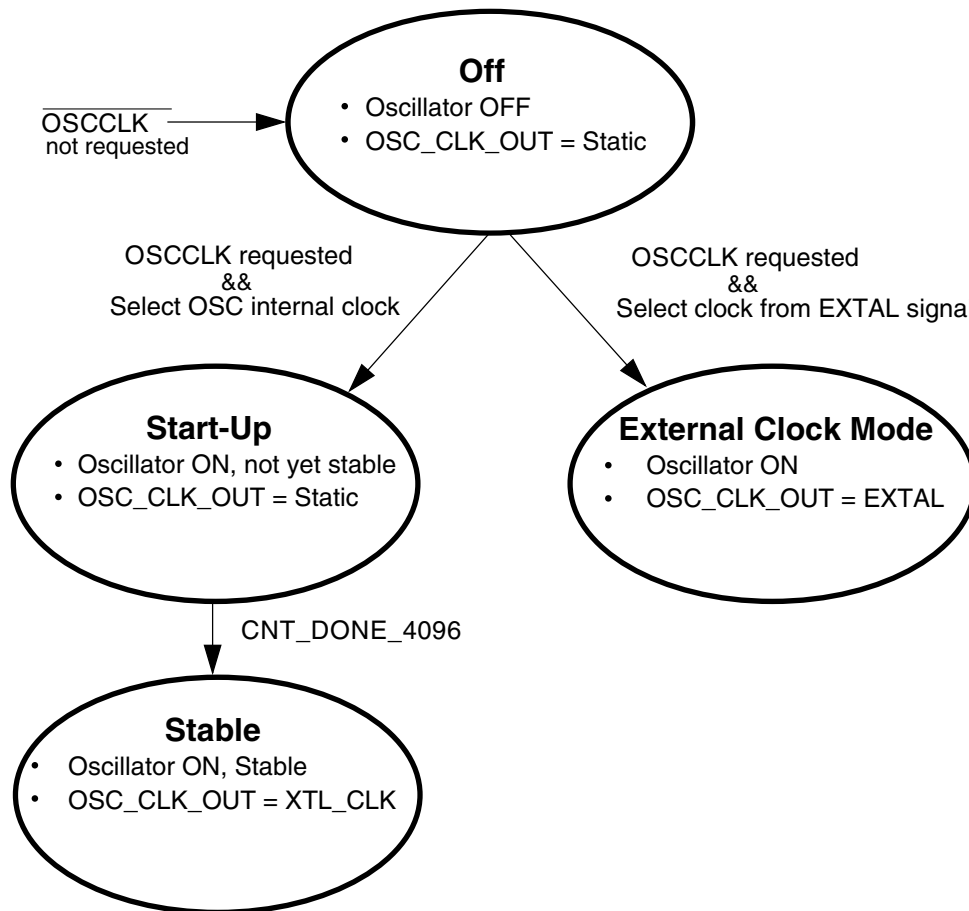 Off
• Oscillator OFF
• OSC_CLK_OUT = Static
OSCCLK
not requested
OSCCLK requested
&&
Select OSC internal clock
OSCCLK requested
&&
Select clock from EXTAL signa
Start-Up
• Oscillator ON, not yet stable
• OSC_CLK_OUT = Static
External Clock Mode
• Oscillator ON
• OSC_CLK_OUT = EXTAL
CNT_DONE_4096
Stable
• Oscillator ON, Stable
• OSC_CLK_OUT = XTL_CLK